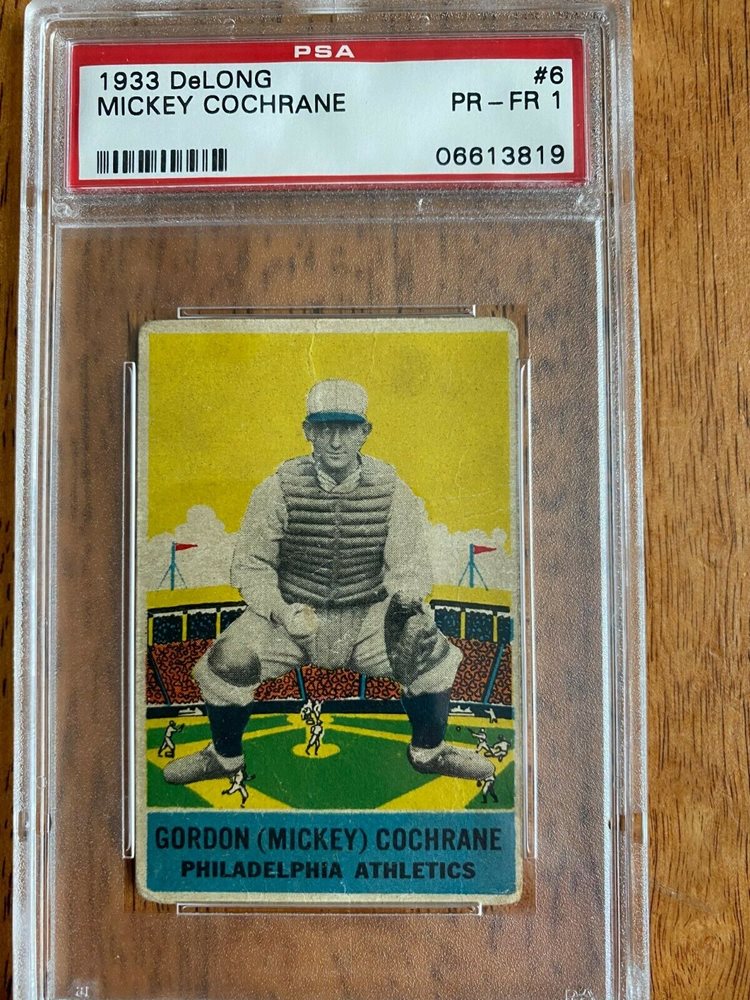 PSA
1933 DeLONG #6
MICKEY COCHRANE PR - FR 1
06613819
GORDON (MICKEY) COCHRANE
PHILADELPHIA ATHLETICS